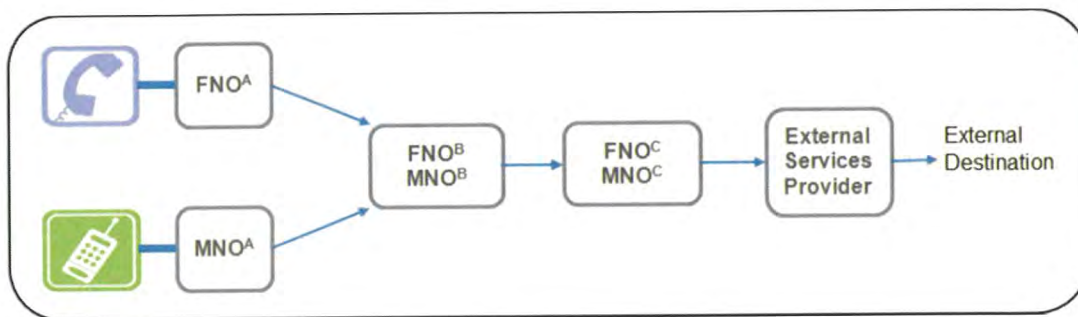 FNOᴬ
FNOᴮ
MNOᴮ
FNOᶜ
MNOᶜ
External
Services
Provider
External
Destination
MNOᴬ